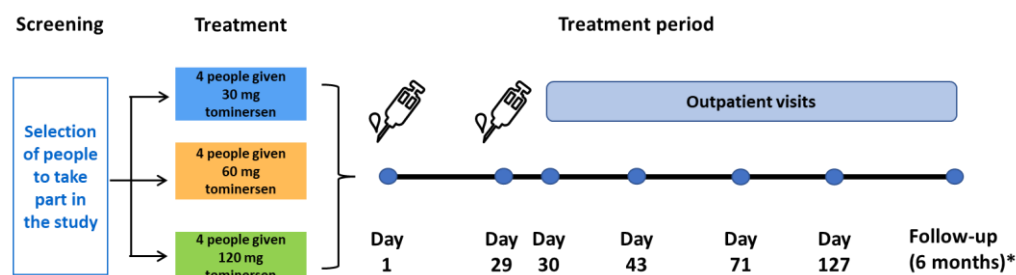 Screening
Treatment
Treatment period
Selection
of people
to take
part in
the study
4 people given
30 mg
tominersen
4 people given
60 mg
tominersen
4 people given
120 mg
tominersen
Outpatient visits
Day
1
Day
29
Day
30
Day
43
Day
71
Day
127
Follow-up
(6 months)*